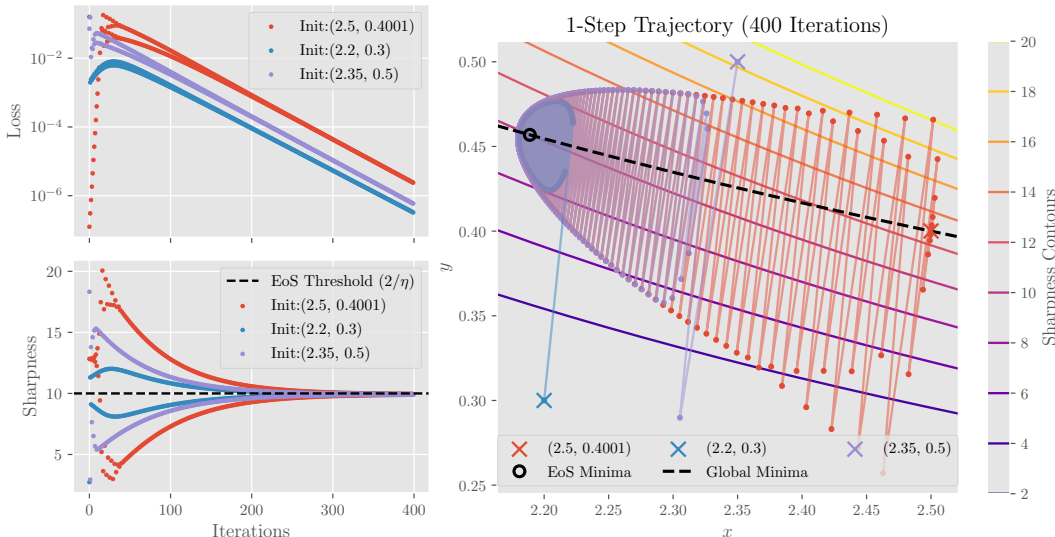 10⁻²
10⁻⁴
10⁻⁶
Loss
Init:(2.5, 0.4001)
Init:(2.2, 0.3)
Init:(2.35, 0.5)
20
15
10
5
Sharpness
EoS Threshold (2/η)
Init:(2.5, 0.4001)
Init:(2.2, 0.3)
Init:(2.35, 0.5)
0 100 200 300 400
Iterations
1-Step Trajectory (400 Iterations)
0.50
0.45
0.40
0.35
0.30
0.25
y
(2.5, 0.4001) (2.2, 0.3) (2.35, 0.5)
EoS Minima Global Minima
2.20 2.25 2.30 2.35 2.40 2.45 2.50
x
20
18
16
14
12
10
8
6
4
2
Sharpness Contours